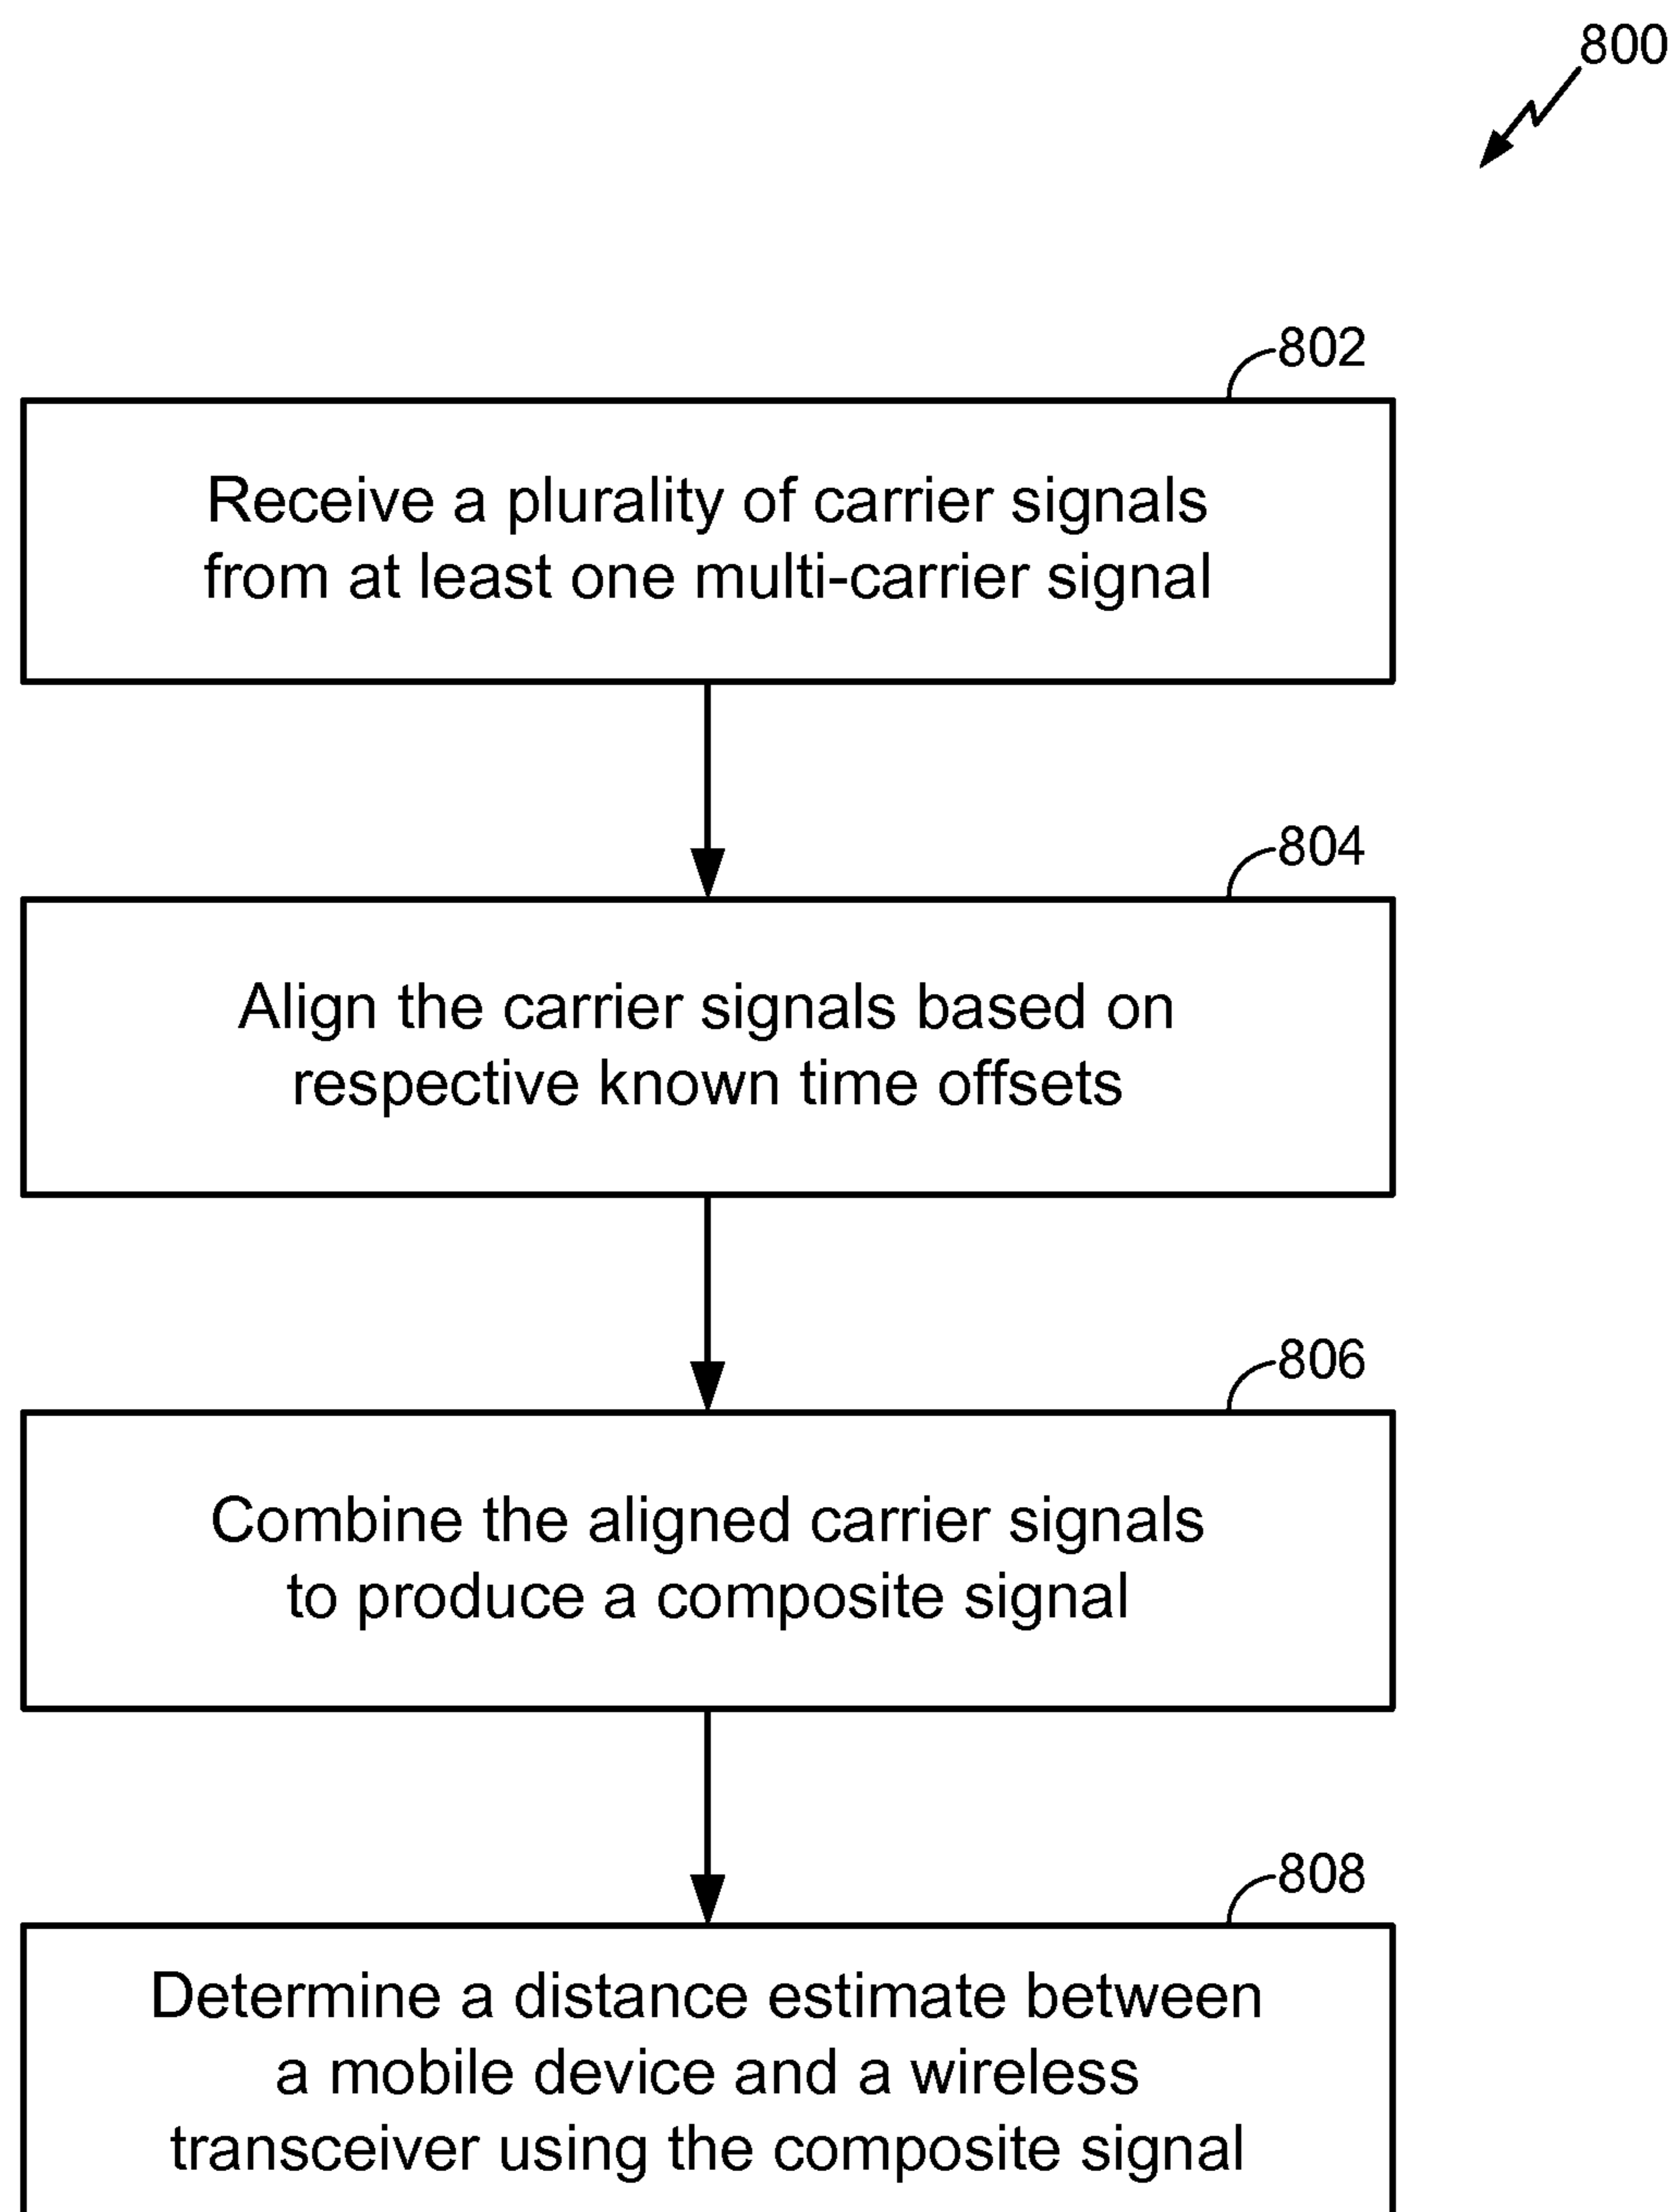 800
802
Receive a plurality of carrier signals
from at least one multi-carrier signal
804
Align the carrier signals based on
respective known time offsets
806
Combine the aligned carrier signals
to produce a composite signal
808
Determine a distance estimate between
a mobile device and a wireless
transceiver using the composite signal